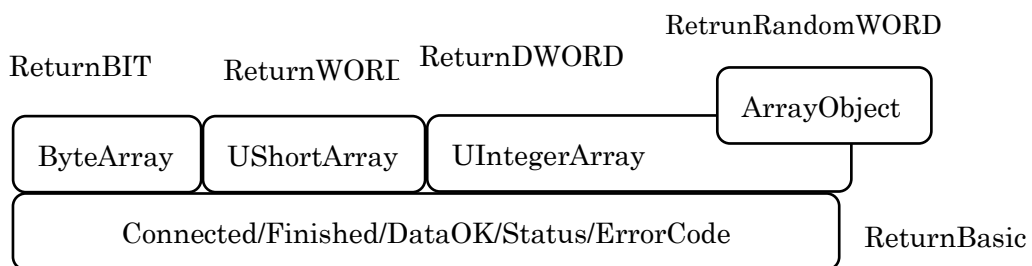 RetrunRandomWORD
ReturnBIT
ReturnWORD
ReturnDWORD
ArrayObject
ByteArray
UShortArray
UIntegerArray
Connected/Finished/DataOK/Status/ErrorCode
ReturnBasic